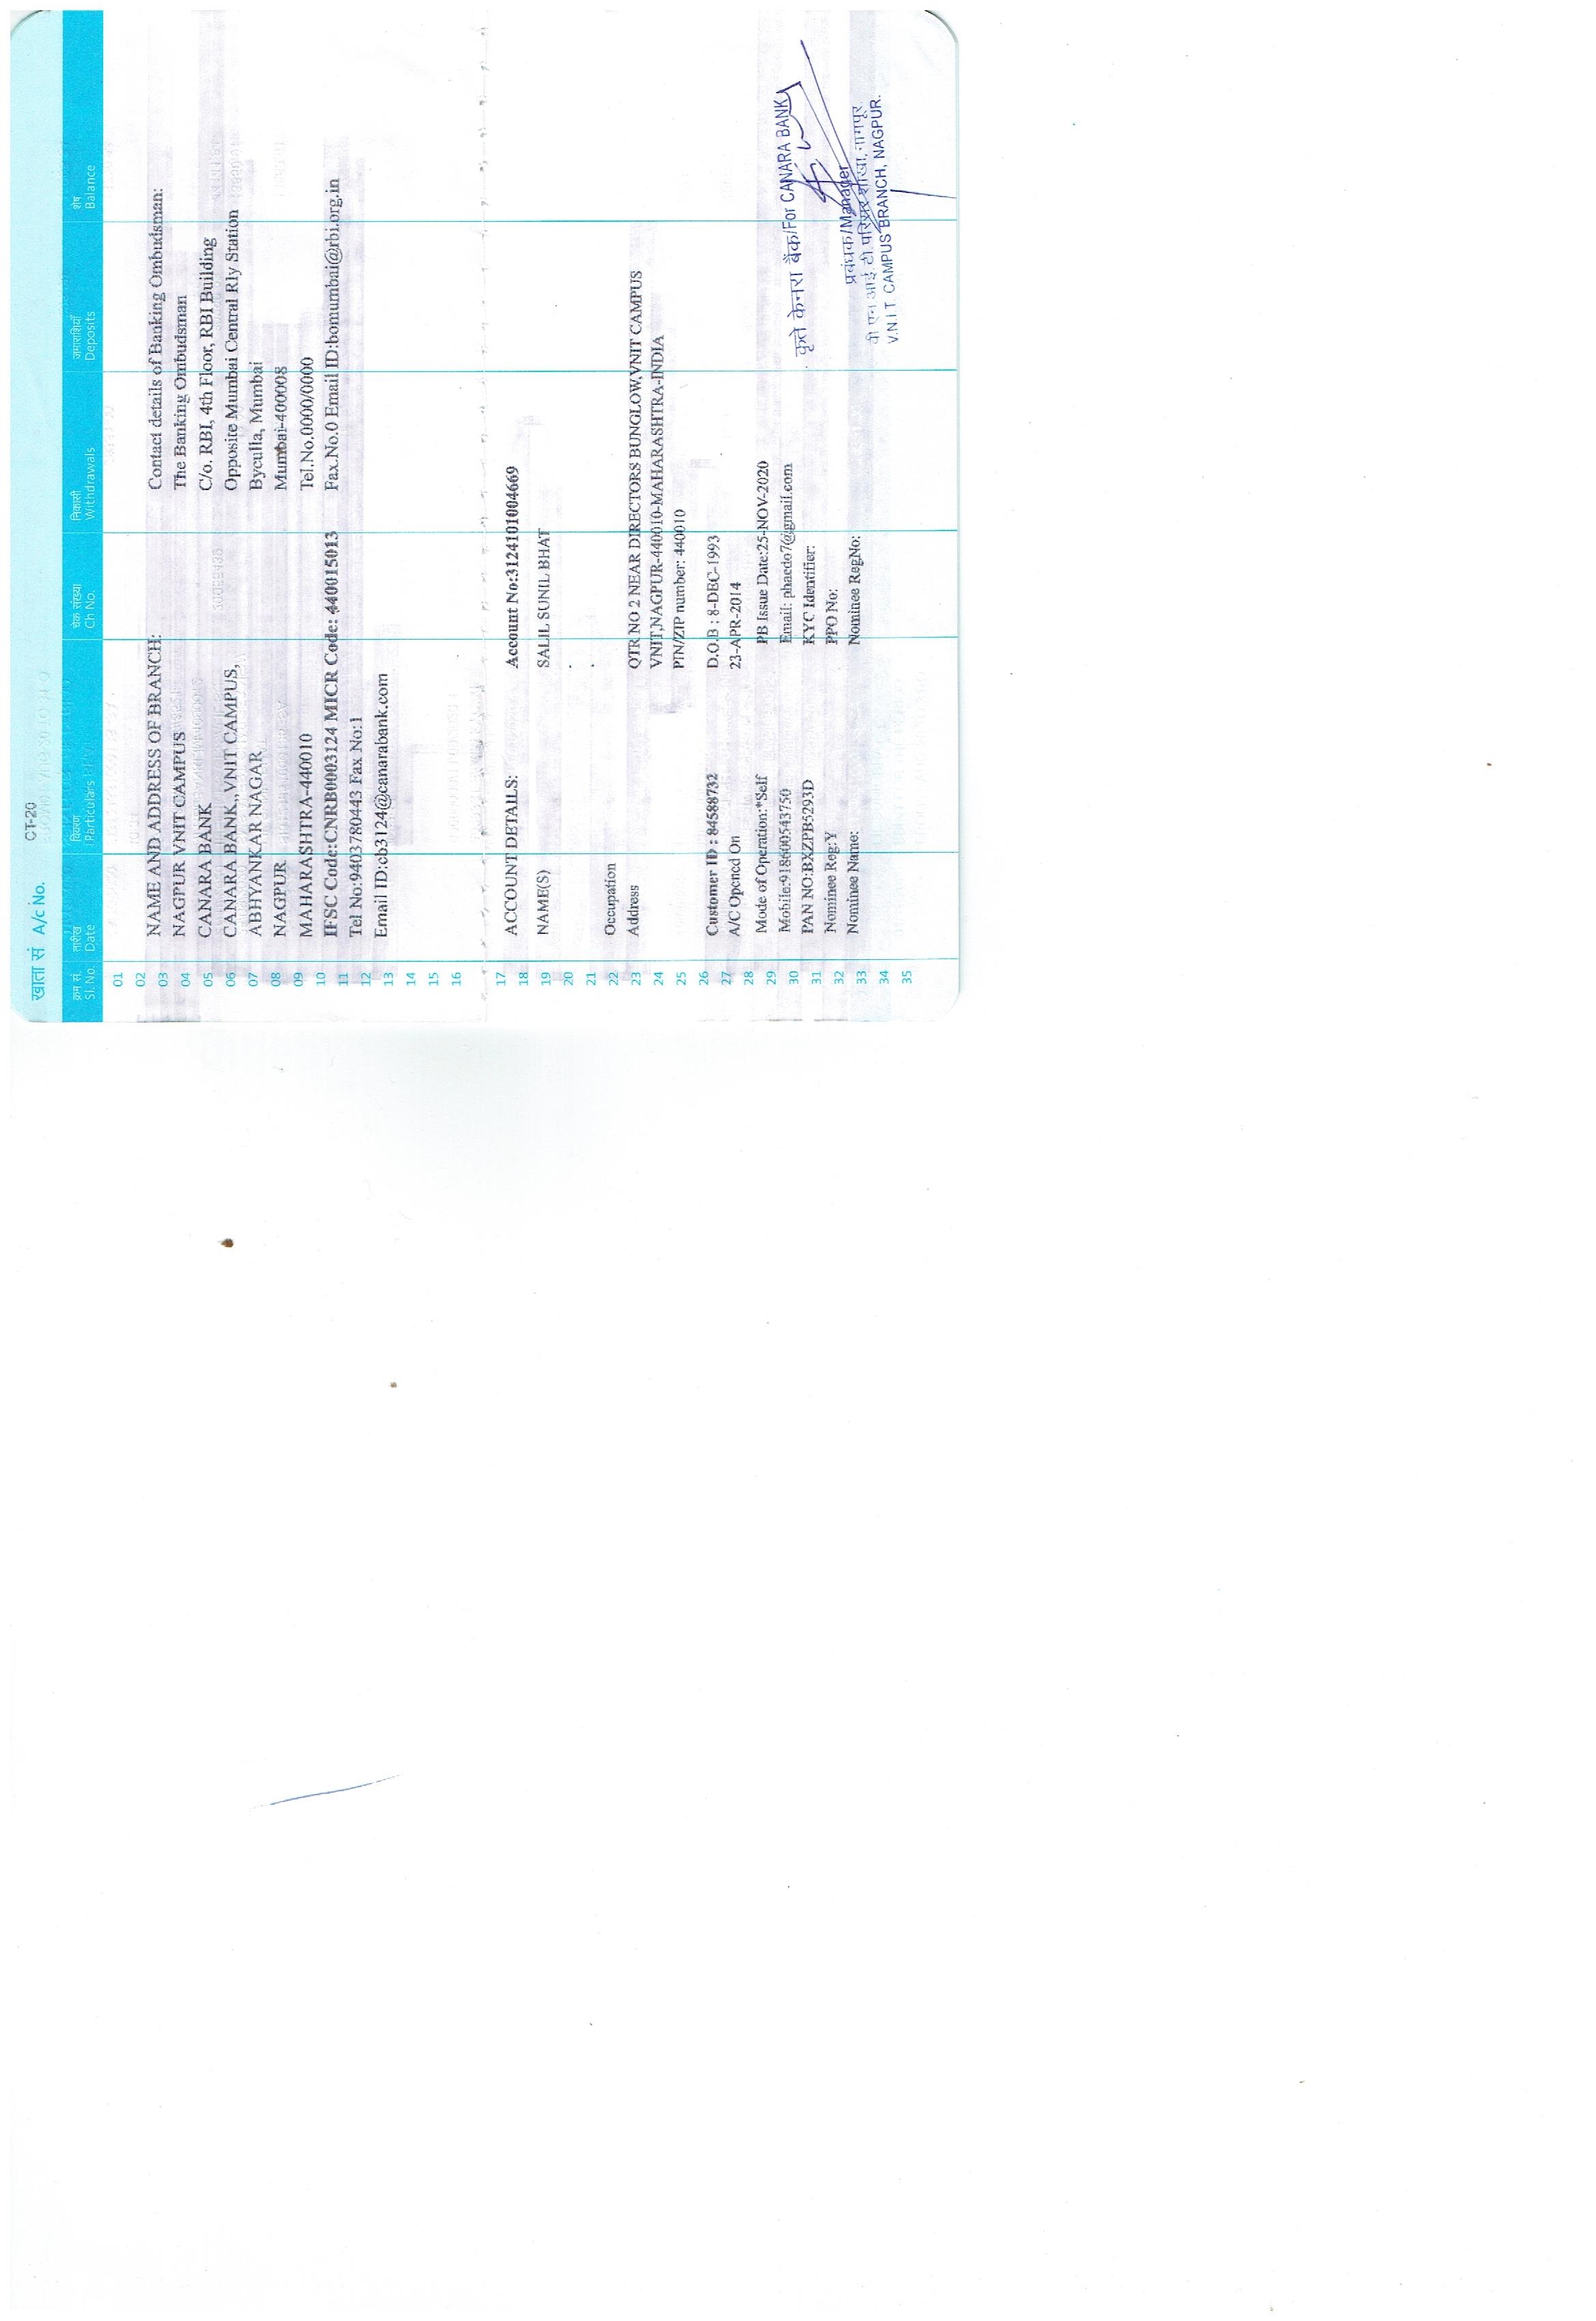 खाता सं A/c No. CT-20
क्रम सं. तारीख विवरण चेक संख्या निकासी जमाराशियाँ शेष
Sl. No. Date Particulars Ch No. Withdrawals Deposits Balance
01
02
03 NAME AND ADDRESS OF BRANCH: Contact details of Banking Ombudsman:
04 NAGPUR VNIT CAMPUS The Banking Ombudsman
05 CANARA BANK C/o. RBI, 4th Floor, RBI Building
06 CANARA BANK,,VNIT CAMPUS, Opposite Mumbai Central Rly Station
07 ABHYANKAR NAGAR Byculla, Mumbai
08 NAGPUR Mumbai-400008
09 MAHARASHTRA-440010 Tel.No.0000/0000
10 IFSC Code:CNRB0003124 MICR Code: 440015013 Fax.No.0 Email ID:bomumbai@rbi.org.in
11 Tel No:9403780443 Fax No:1
12 Email ID:cb3124@canarabank.com
13
14
15
16
17 ACCOUNT DETAILS: Account No:3124101004669
18
19 NAME(S) SALIL SUNIL BHAT
20 .
21 .
22 Occupation
23 Address QTR NO 2 NEAR DIRECTORS BUNGLOW,VNIT CAMPUS
24 VNIT,NAGPUR-440010-MAHARASHTRA-INDIA
25 PIN/ZIP number: 440010
26 Customer ID : 84588732 D.O.B : 8-DEC-1993
27 A/C Opened On 23-APR-2014
28 Mode of Operation:*Self PB Issue Date:25-NOV-2020
29 Mobile:918600543750 Email: phaedo7@gmail.com
30 PAN NO:BXZPB5293D KYC Identifier:
31 Nominee Reg:Y PPO No:
32 Nominee Name: Nominee RegNo:
33
34
35
कृते केनरा बैंक/For CANARA BANK
प्रबंधक/Manager
वी एन आई टी परिसर शाखा, नागपूर
V.N.I T CAMPUS BRANCH, NAGPUR.